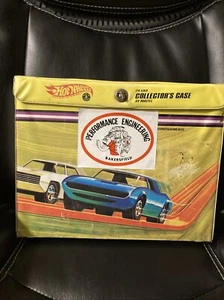 Hot Wheels
24 CAR
COLLECTOR'S CASE
BY MATTEL
PERFORMANCE ENGINEERING
BAKERSFIELD